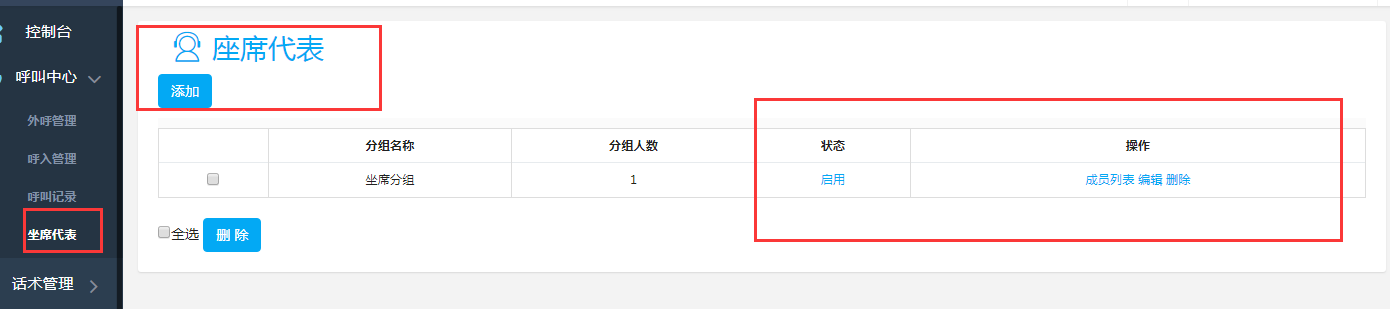 控制台
呼叫中心
外呼管理
呼入管理
呼叫记录
坐席代表
话术管理
座席代表
添加
分组名称 分组人数 状态 操作
坐席分组 1 启用 成员列表 编辑 删除
全选 删 除